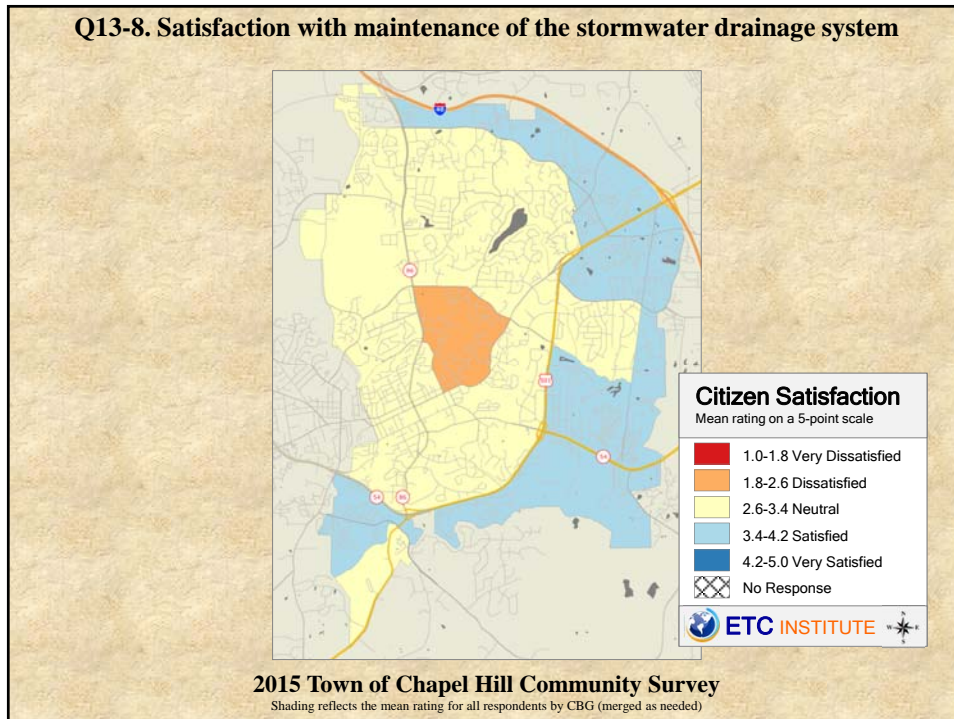 Q13-8. Satisfaction with maintenance of the stormwater drainage system
40
86
501
54
54
86
Citizen Satisfaction
Mean rating on a 5-point scale
1.0-1.8 Very Dissatisfied
1.8-2.6 Dissatisfied
2.6-3.4 Neutral
3.4-4.2 Satisfied
4.2-5.0 Very Satisfied
No Response
ETC INSTITUTE
N
W E
S
2015 Town of Chapel Hill Community Survey
Shading reflects the mean rating for all respondents by CBG (merged as needed)